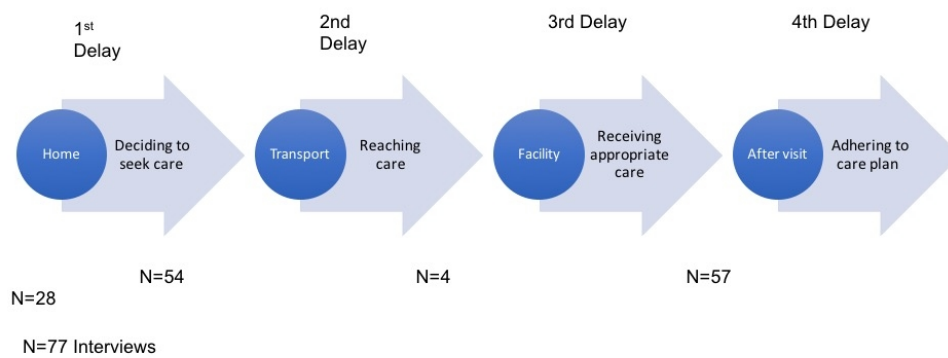 1st
Delay
2nd
Delay
3rd Delay
4th Delay
Home
Deciding to
seek care
Transport
Reaching
care
Facility
Receiving
appropriate
care
After visit
Adhering to
care plan
N=54
N=4
N=57
N=28
N=77 Interviews